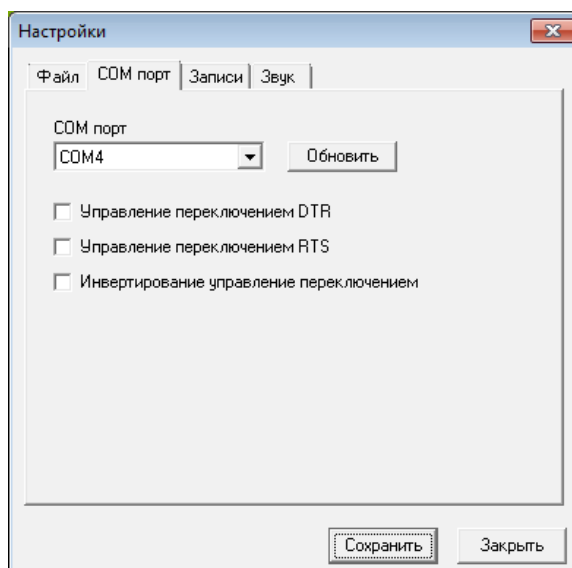 Настройки
Файл COM порт Записи Звук
COM порт
COM4 Обновить
Управление переключением DTR
Управление переключением RTS
Инвертирование управление переключением
Сохранить Закрыть